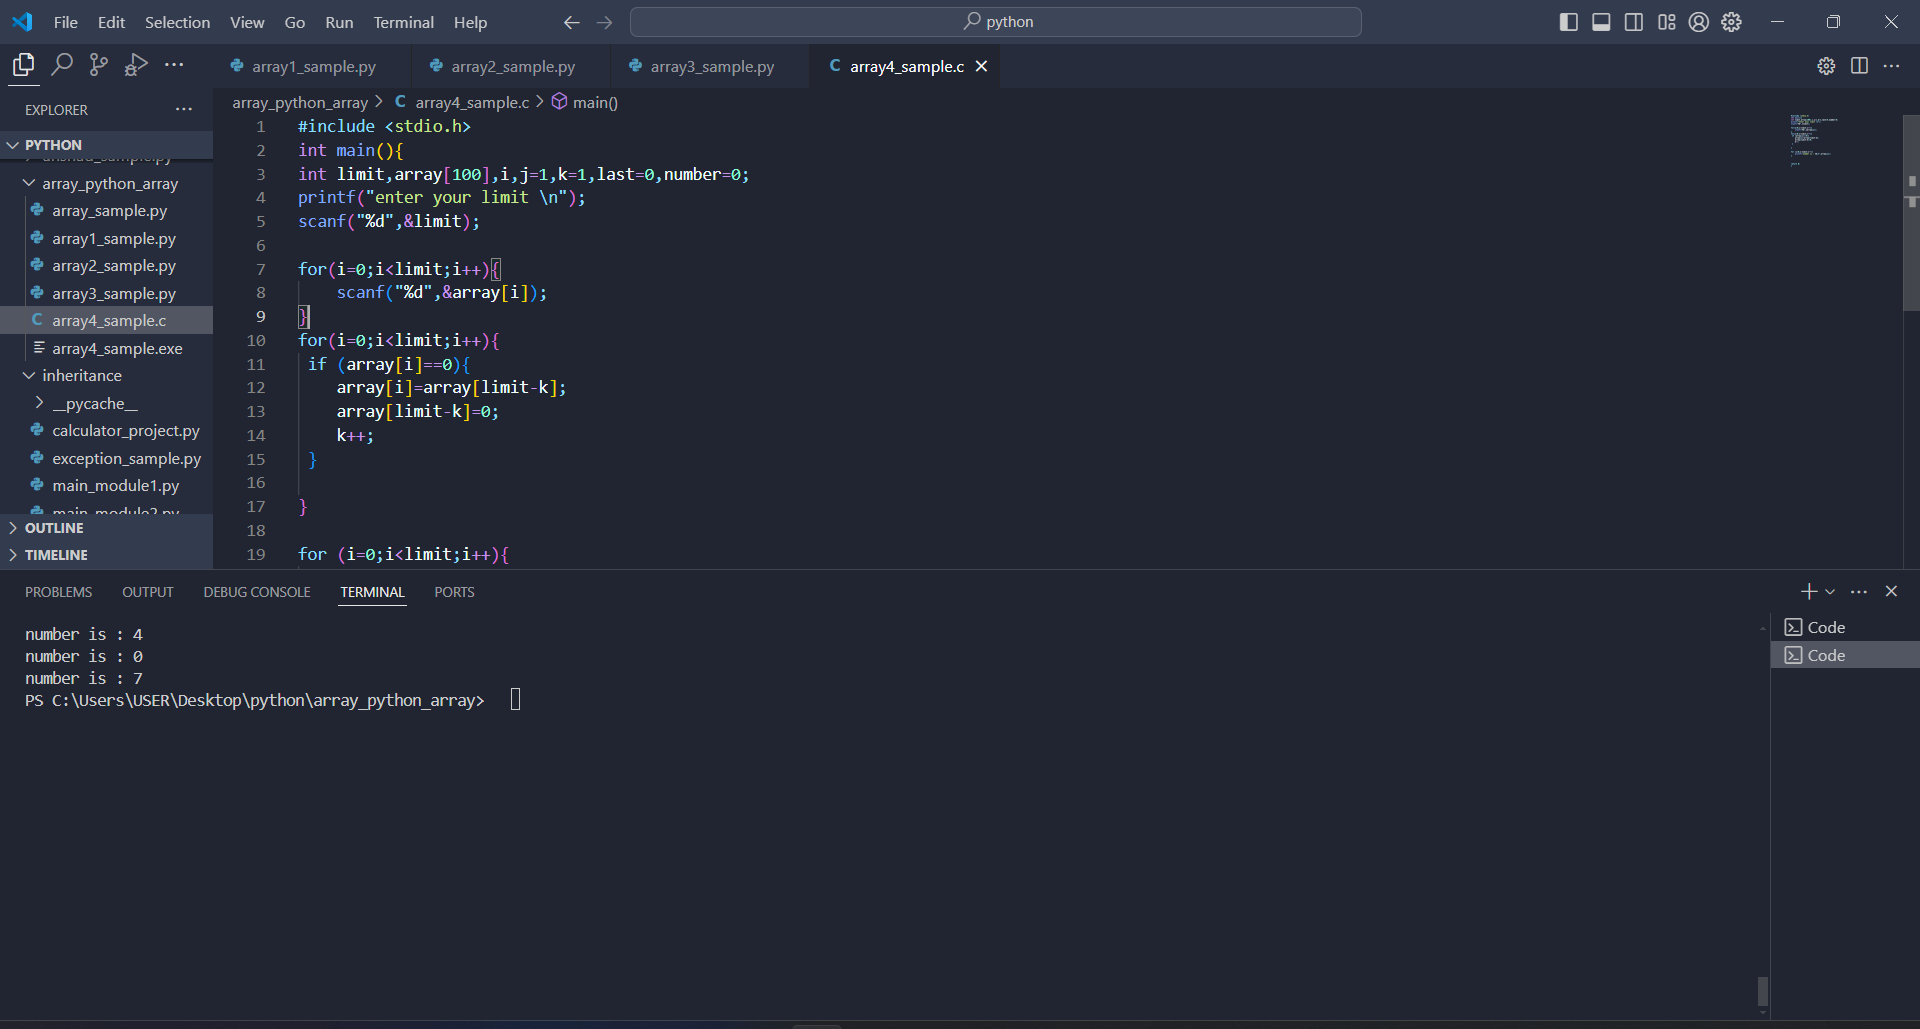 File Edit Selection View Go Run Terminal Help
python
array1_sample.py array2_sample.py array3_sample.py C array4_sample.c
EXPLORER
array_python_array > C array4_sample.c > main()
PYTHON
array_python_array
array_sample.py
array1_sample.py
array2_sample.py
array3_sample.py
C array4_sample.c
array4_sample.exe
inheritance
__pycache__
calculator_project.py
exception_sample.py
main_module1.py
main_module2.py
OUTLINE
TIMELINE
1 #include <stdio.h>
2 int main(){
3 int limit,array[100],i,j=1,k=1,last=0,number=0;
4 printf("enter your limit \n");
5 scanf("%d",&limit);
6
7 for(i=0;i<limit;i++){
8     scanf("%d",&array[i]);
9 }
10 for(i=0;i<limit;i++){
11  if (array[i]==0){
12     array[i]=array[limit-k];
13     array[limit-k]=0;
14     k++;
15  }
16
17 }
18
19 for (i=0;i<limit;i++){
PROBLEMS OUTPUT DEBUG CONSOLE TERMINAL PORTS
number is : 4
number is : 0
number is : 7
PS C:\Users\USER\Desktop\python\array_python_array>
Code
Code